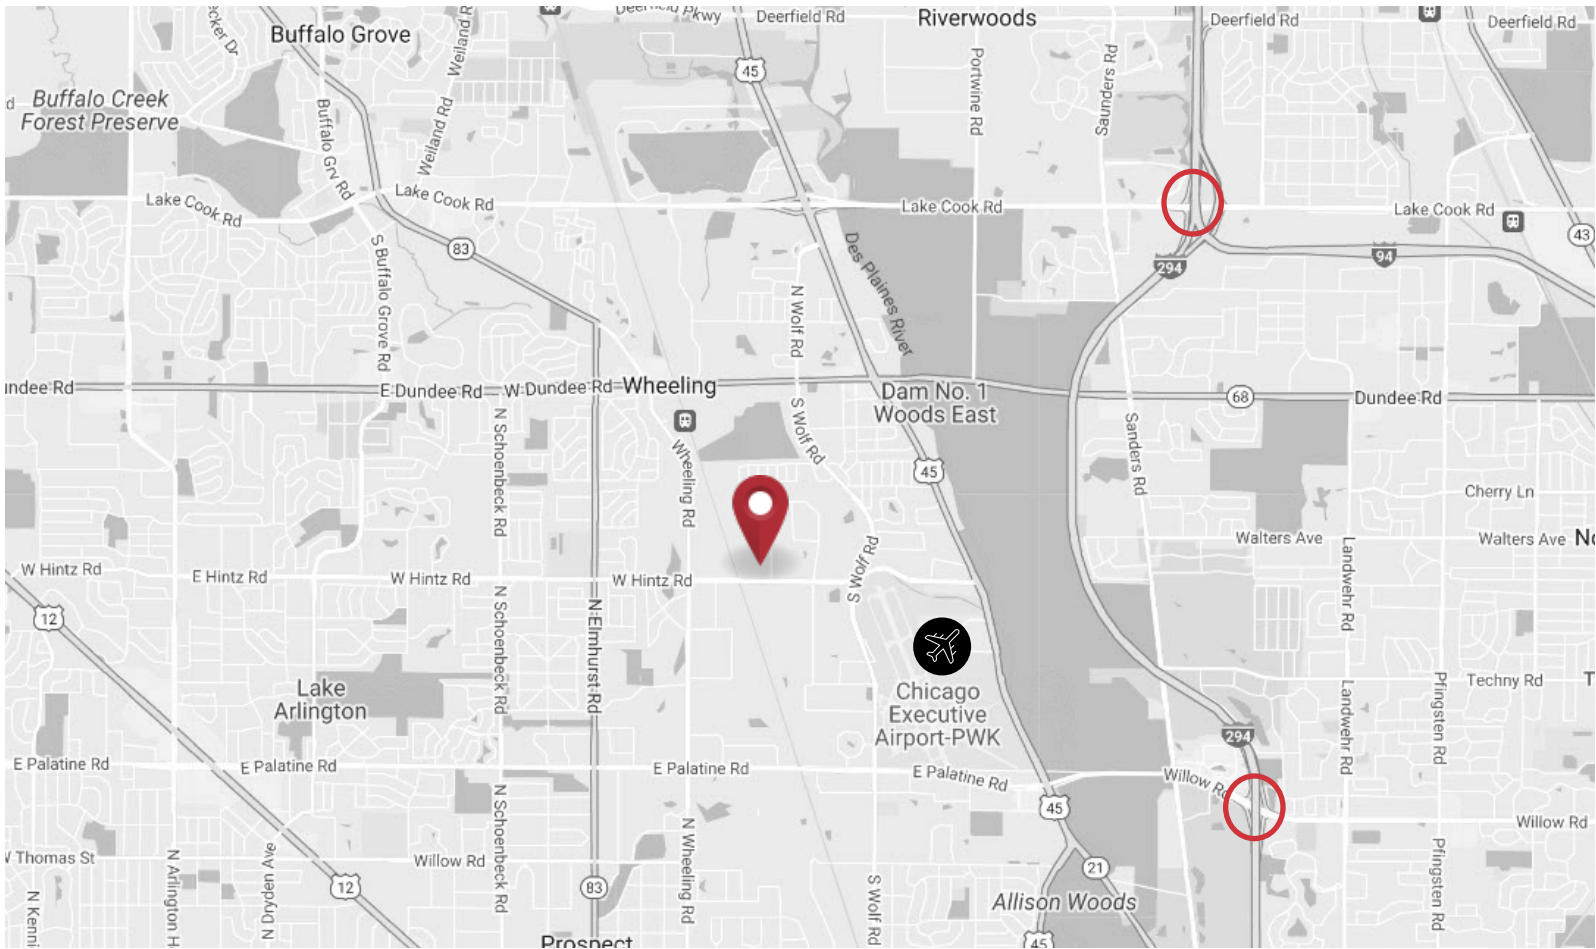 Deerfield Pkwy
Deerfield Rd
Riverwoods
Deerfield Rd
Deerfield Rd
Buffalo Grove
Weiland Rd
45
Portwine Rd
Saunders Rd
Buffalo Creek
Forest Preserve
Buffalo Grv Rd
Weiland Rd
Lake Cook Rd
Lake Cook Rd
Lake Cook Rd
Lake Cook Rd
43
83
S Buffalo Grove Rd
Des Plaines River
294
94
N Wolf Rd
E Dundee Rd
W Dundee Rd
Wheeling
Dam No. 1
Woods East
68
Dundee Rd
N Schoenbeck Rd
S Wolf Rd
Wheeling Rd
45
Sanders Rd
Cherry Ln
Walters Ave
Walters Ave
W Hintz Rd
E Hintz Rd
W Hintz Rd
W Hintz Rd
S Wolf Rd
Landwehr Rd
12
N Schoenbeck Rd
N Elmhurst Rd
Lake
Arlington
Chicago
Executive
Airport-PWK
Landwehr Rd
Pfingsten Rd
Techny Rd
294
E Palatine Rd
E Palatine Rd
E Palatine Rd
E Palatine Rd
Willow Rd
45
Willow Rd
N Schoenbeck Rd
N Wheeling Rd
Pfingsten Rd
Thomas St
N Arlington H
N Dryden Ave
Willow Rd
12
83
S Wolf Rd
21
Allison Woods
N Kenni
Prospect
45